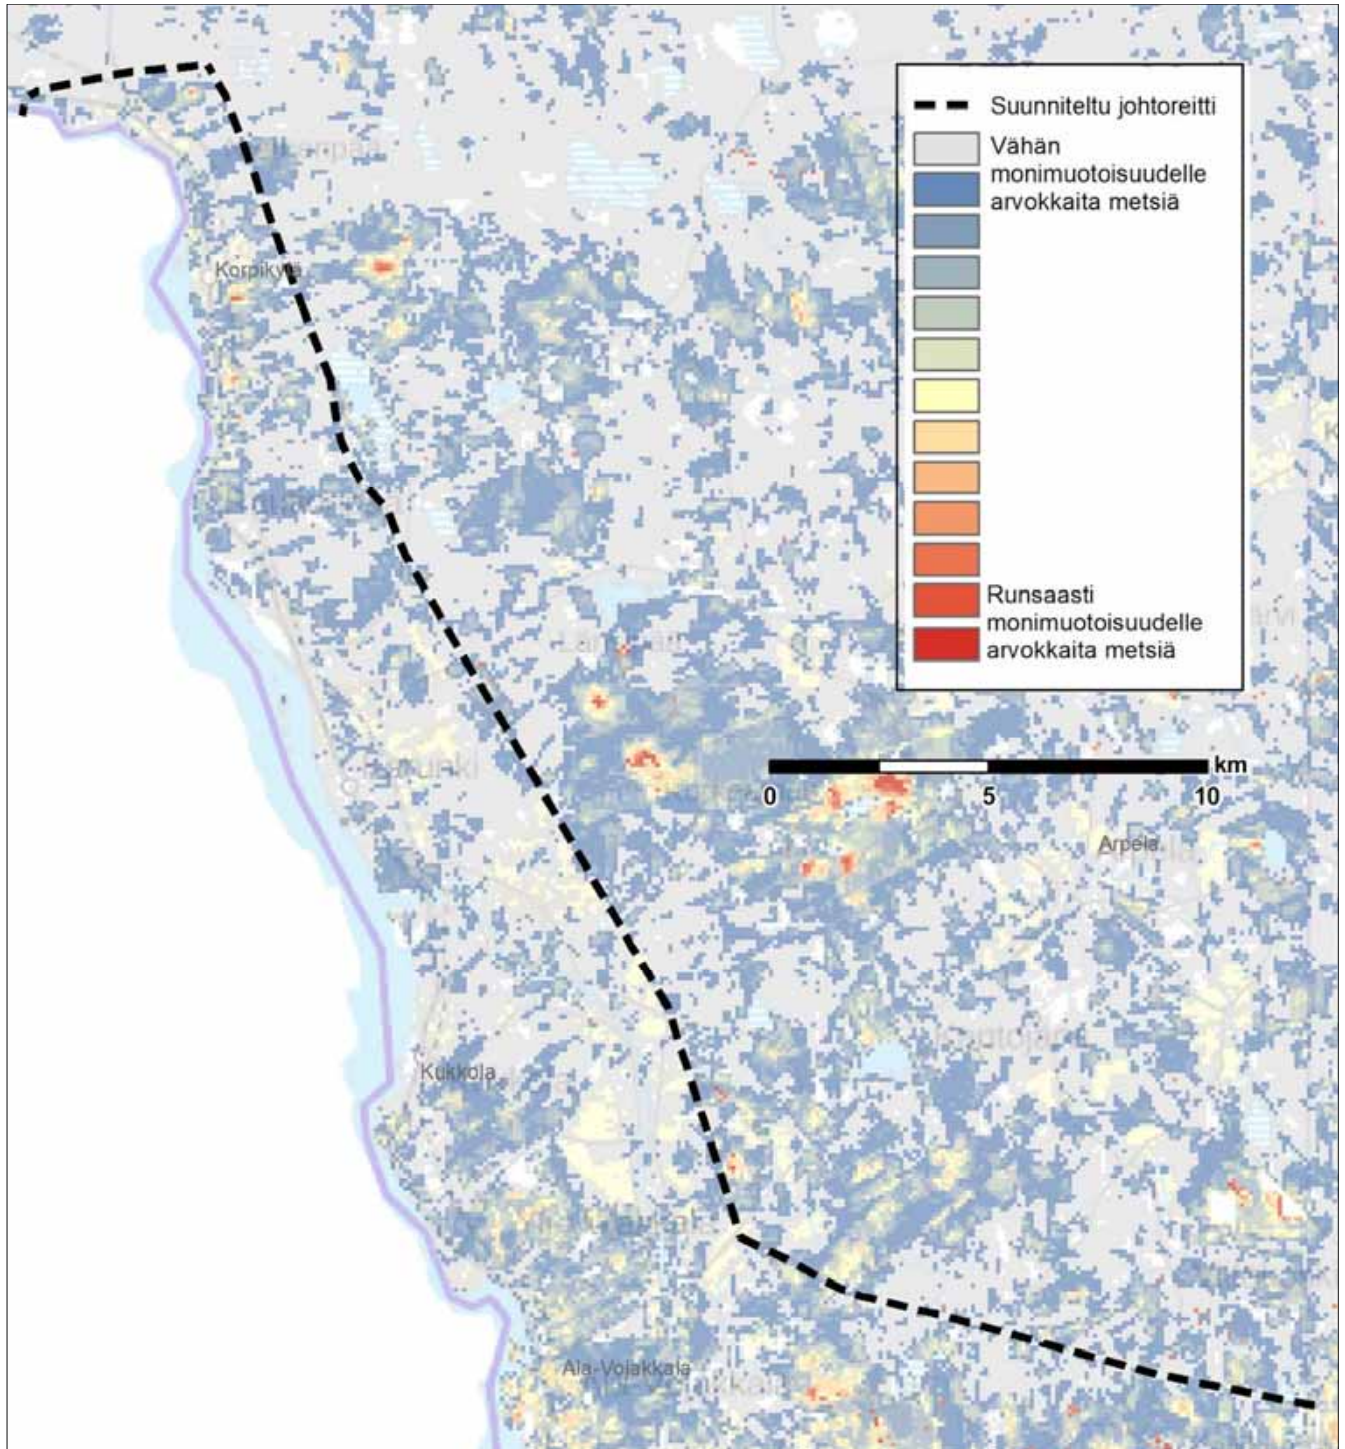 Suunniteltu johtoreitti
Vähän
monimuotoisuudelle
arvokkaita metsiä
Runsaasti
monimuotoisuudelle
arvokkaita metsiä
Korpikylä
km
0 5 10
Arpela
Kukkola
Ala-Vojakkala